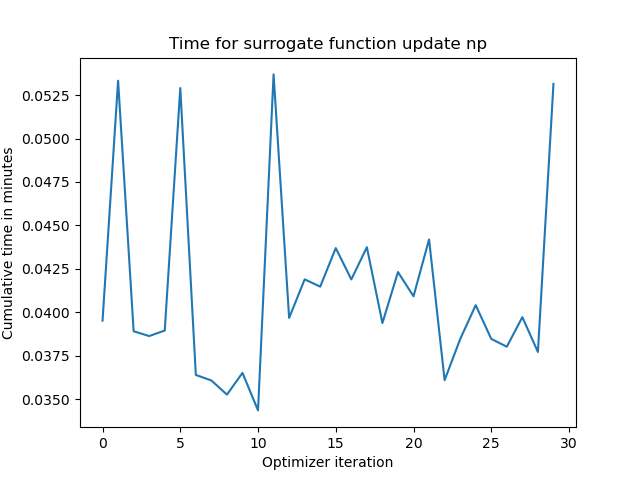 Time for surrogate function update np
Cumulative time in minutes
0.0525
0.0500
0.0475
0.0450
0.0425
0.0400
0.0375
0.0350
0 5 10 15 20 25 30
Optimizer iteration